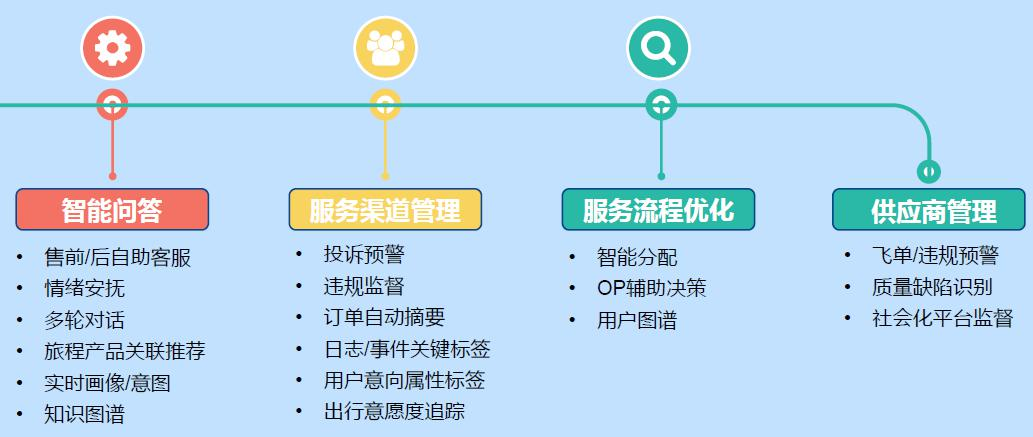 智能问答
• 售前/后自助客服
• 情绪安抚
• 多轮对话
• 旅程产品关联推荐
• 实时画像/意图
• 知识图谱
服务渠道管理
• 投诉预警
• 违规监督
• 订单自动摘要
• 日志/事件关键标签
• 用户意向属性标签
• 出行意愿度追踪
服务流程优化
• 智能分配
• OP辅助决策
• 用户图谱
供应商管理
• 飞单/违规预警
• 质量缺陷识别
• 社会化平台监督